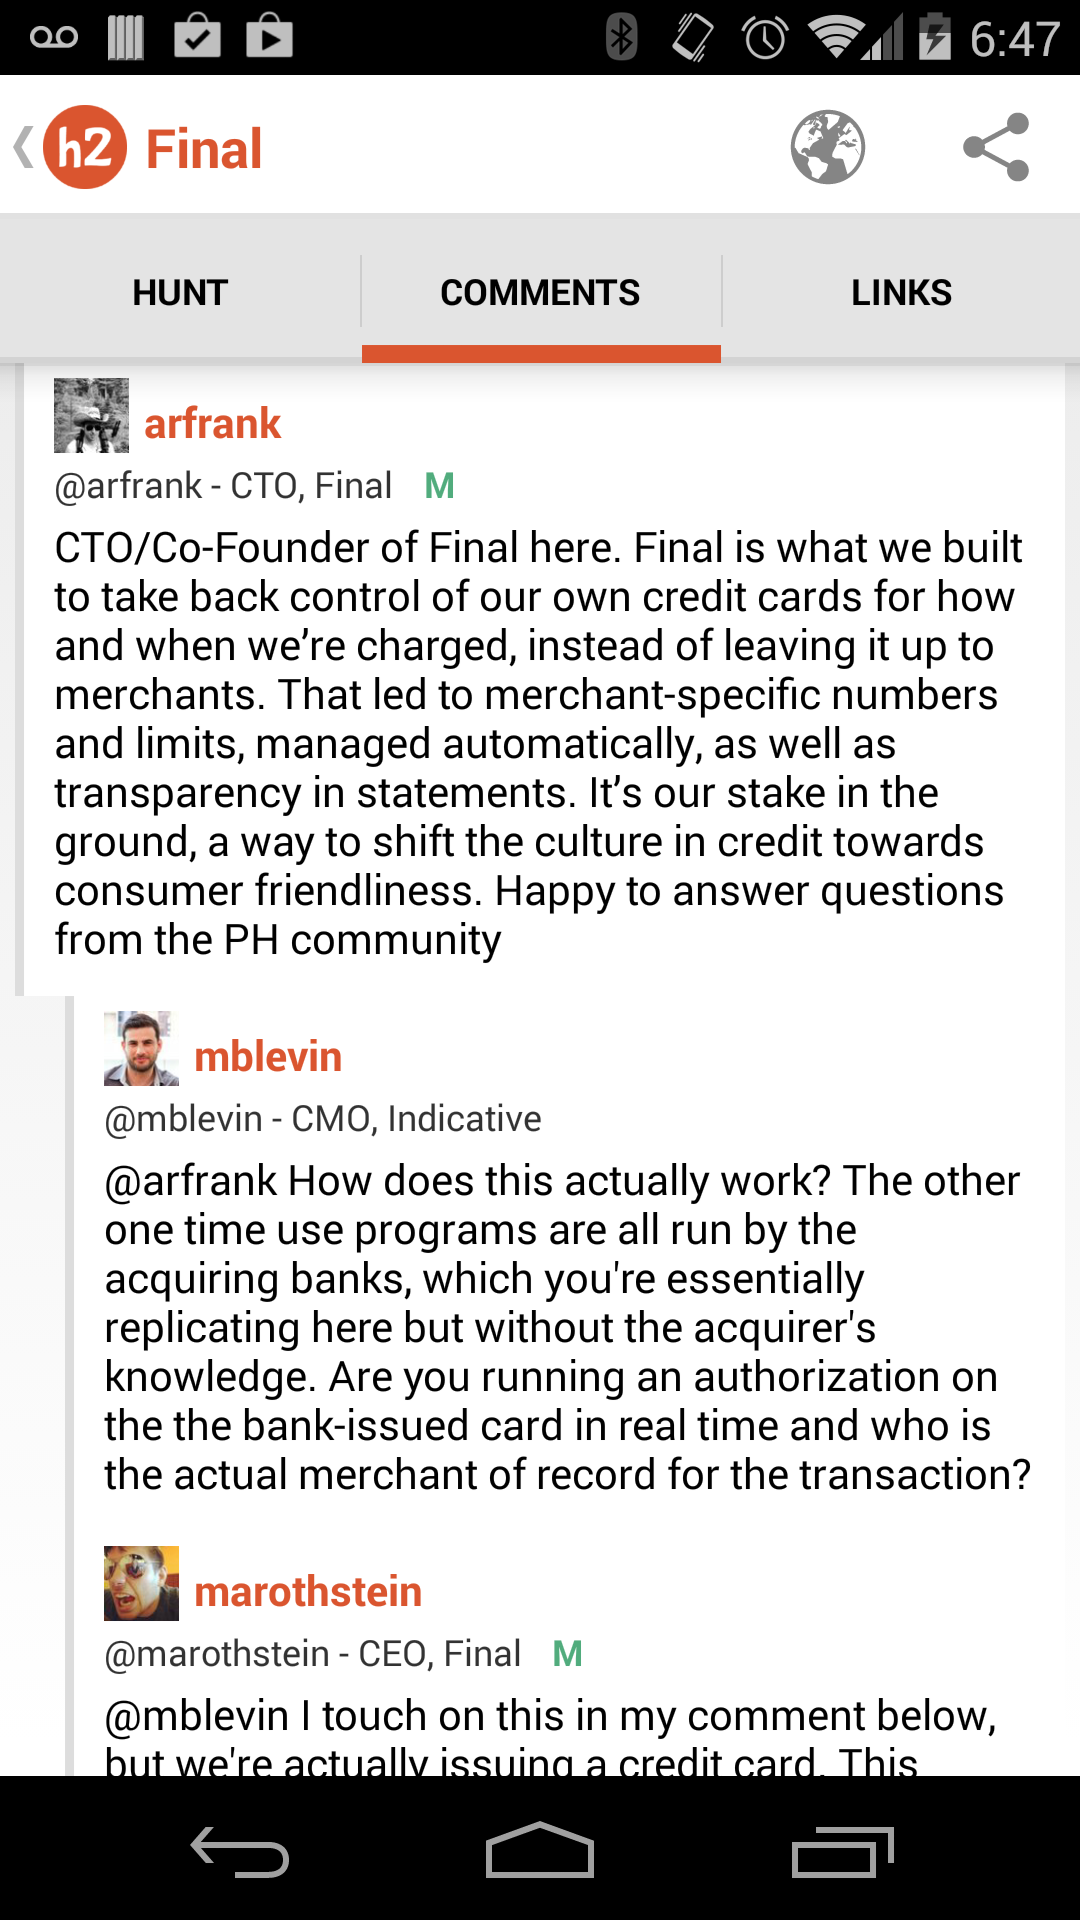 6:47
h2 Final
HUNT
COMMENTS
LINKS
arfrank
@arfrank - CTO, Final M
CTO/Co-Founder of Final here. Final is what we built
to take back control of our own credit cards for how
and when we’re charged, instead of leaving it up to
merchants. That led to merchant-specific numbers
and limits, managed automatically, as well as
transparency in statements. It’s our stake in the
ground, a way to shift the culture in credit towards
consumer friendliness. Happy to answer questions
from the PH community
mblevin
@mblevin - CMO, Indicative
@arfrank How does this actually work? The other
one time use programs are all run by the
acquiring banks, which you're essentially
replicating here but without the acquirer's
knowledge. Are you running an authorization on
the the bank-issued card in real time and who is
the actual merchant of record for the transaction?
marothstein
@marothstein - CEO, Final M
@mblevin I touch on this in my comment below,
but we're actually issuing a credit card. This